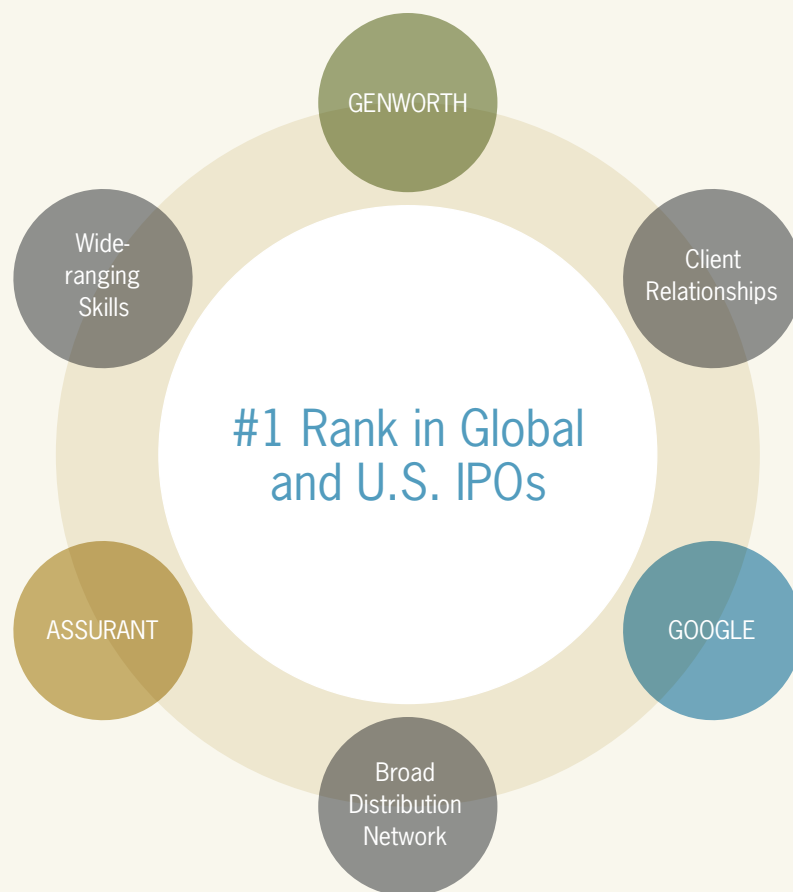 GENWORTH
Wide-
ranging
Skills
Client
Relationships
#1 Rank in Global
and U.S. IPOs
ASSURANT
GOOGLE
Broad
Distribution
Network